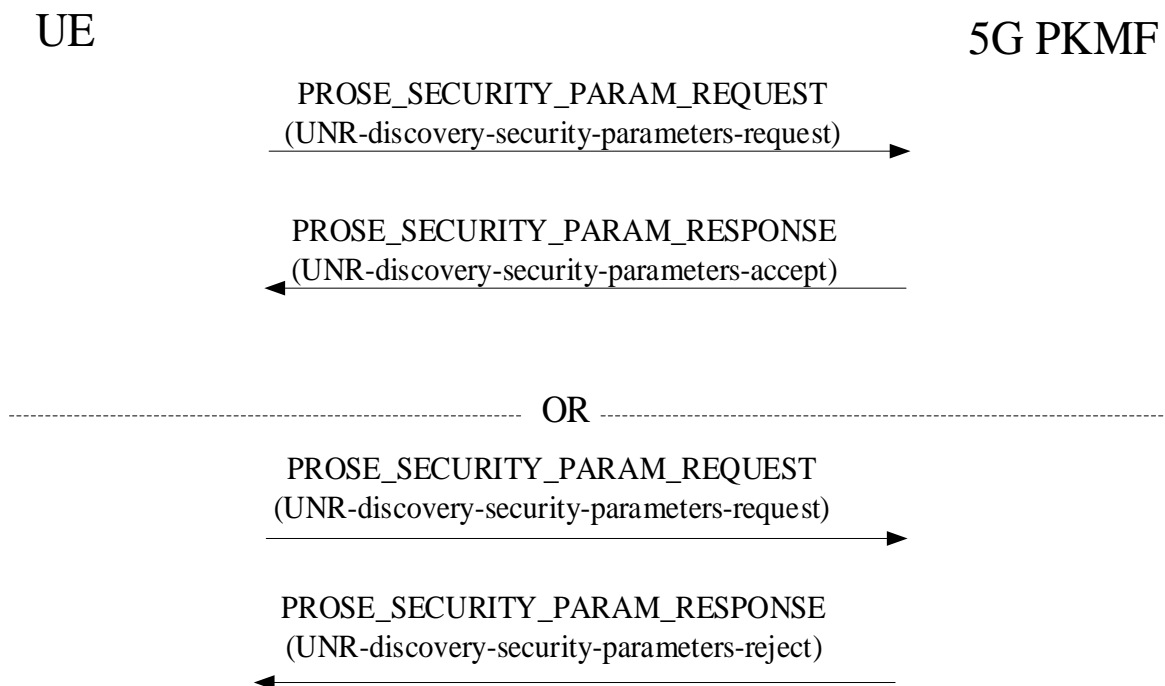 UE
5G PKMF
PROSE_SECURITY_PARAM_REQUEST
(UNR-discovery-security-parameters-request)
PROSE_SECURITY_PARAM_RESPONSE
(UNR-discovery-security-parameters-accept)
OR
PROSE_SECURITY_PARAM_REQUEST
(UNR-discovery-security-parameters-request)
PROSE_SECURITY_PARAM_RESPONSE
(UNR-discovery-security-parameters-reject)